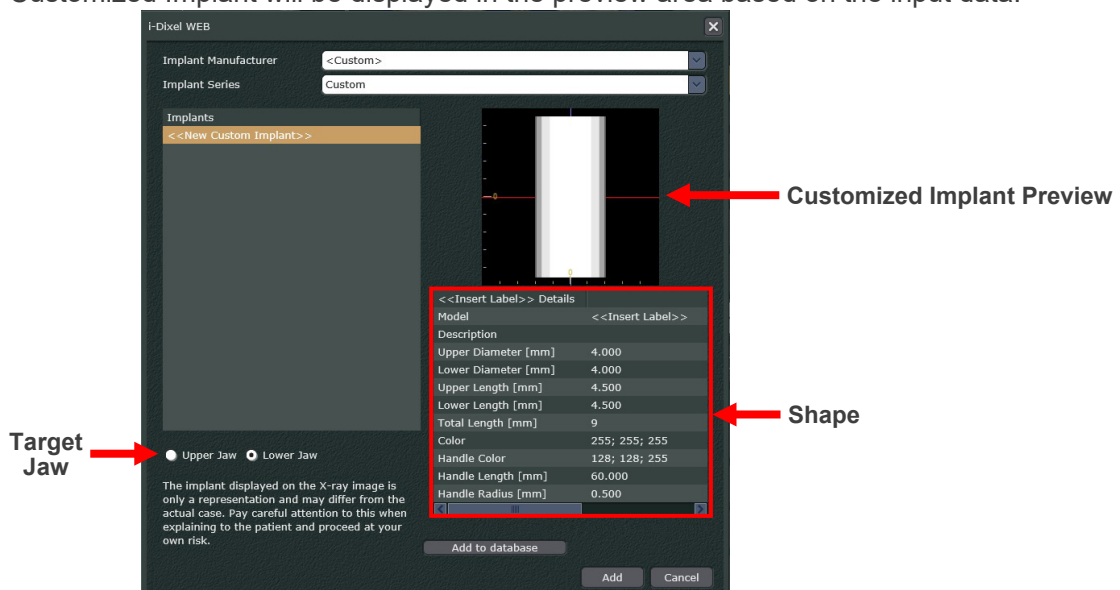 Customized Implant will be displayed in the preview area based on the input data.
i-Dixel WEB
Implant Manufacturer <Custom>
Implant Series Custom
Implants
<<New Custom Implant>>
0
0
Customized Implant Preview
<<Insert Label>> Details
Model <<Insert Label>>
Description
Upper Diameter [mm] 4.000
Lower Diameter [mm] 4.000
Upper Length [mm] 4.500
Lower Length [mm] 4.500
Total Length [mm] 9
Color 255; 255; 255
Handle Color 128; 128; 255
Handle Length [mm] 60.000
Handle Radius [mm] 0.500
Shape
Target
Jaw
Upper Jaw Lower Jaw
The implant displayed on the X-ray image is
only a representation and may differ from the
actual case. Pay careful attention to this when
explaining to the patient and proceed at your
own risk.
Add to database
Add Cancel